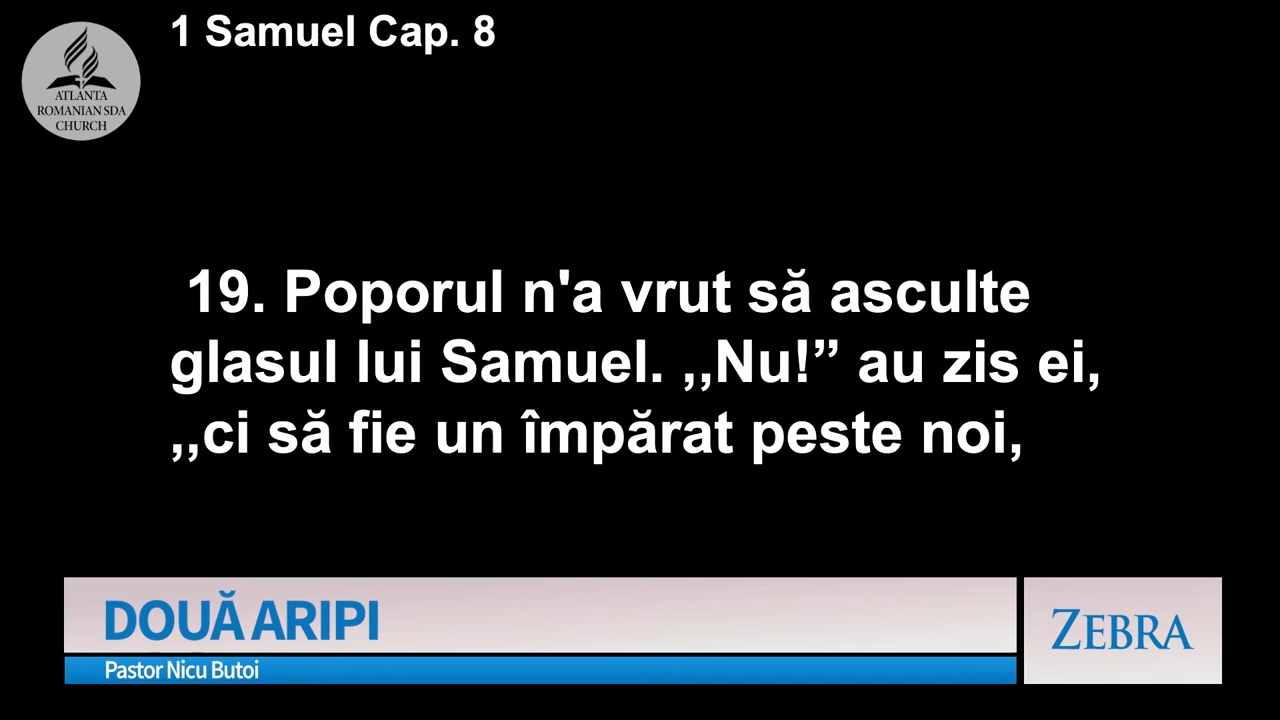 1 Samuel Cap. 8
ATLANTA
ROMANIAN SDA
CHURCH
19. Poporul n'a vrut să asculte
glasul lui Samuel. ,,Nu!” au zis ei,
,,ci să fie un împărat peste noi,
DOUĂ ARIPI
ZEBRA
Pastor Nicu Butoi